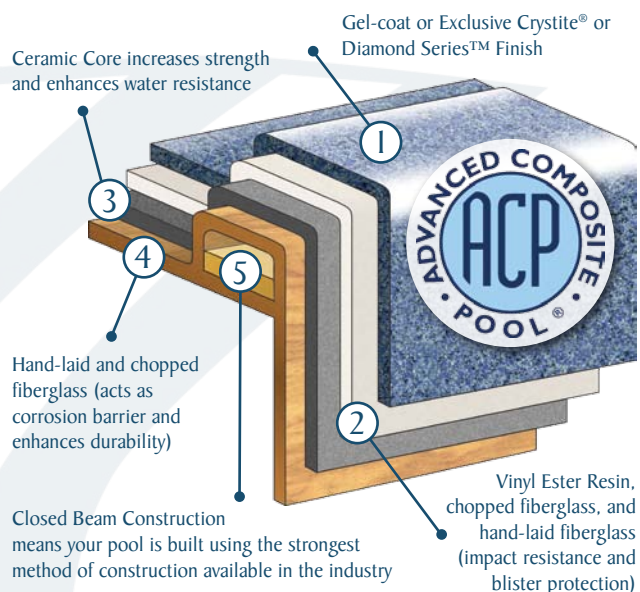 Gel-coat or Exclusive Crystite® or
Diamond Series™ Finish
Ceramic Core increases strength
and enhances water resistance
1
ADVANCED COMPOSITE
ACP
• POOL® •
3
4
5
2
Hand-laid and chopped
fiberglass (acts as
corrosion barrier and
enhances durability)
Vinyl Ester Resin,
chopped fiberglass, and
hand-laid fiberglass
(impact resistance and
blister protection)
Closed Beam Construction
means your pool is built using the strongest
method of construction available in the industry